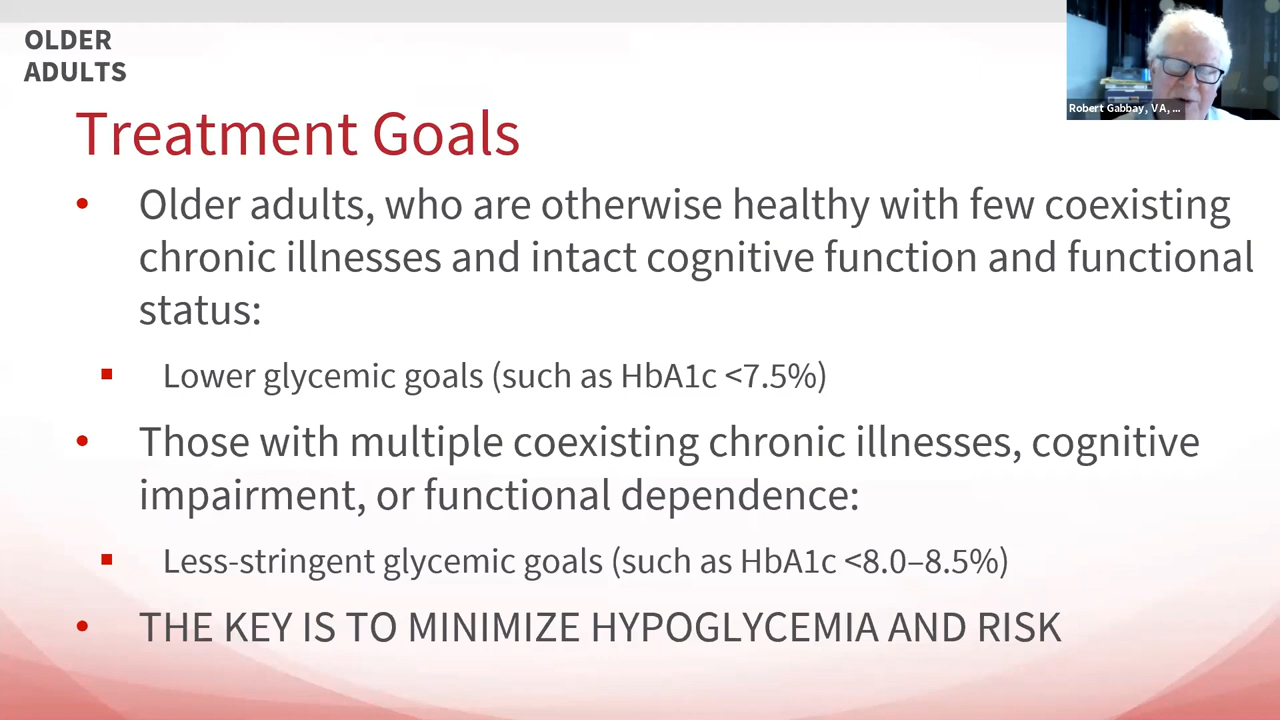 OLDER
ADULTS
Robert Gabbay, VA, ...
Treatment Goals
• Older adults, who are otherwise healthy with few coexisting
chronic illnesses and intact cognitive function and functional
status:
▪ Lower glycemic goals (such as HbA1c <7.5%)
• Those with multiple coexisting chronic illnesses, cognitive
impairment, or functional dependence:
▪ Less-stringent glycemic goals (such as HbA1c <8.0–8.5%)
• THE KEY IS TO MINIMIZE HYPOGLYCEMIA AND RISK